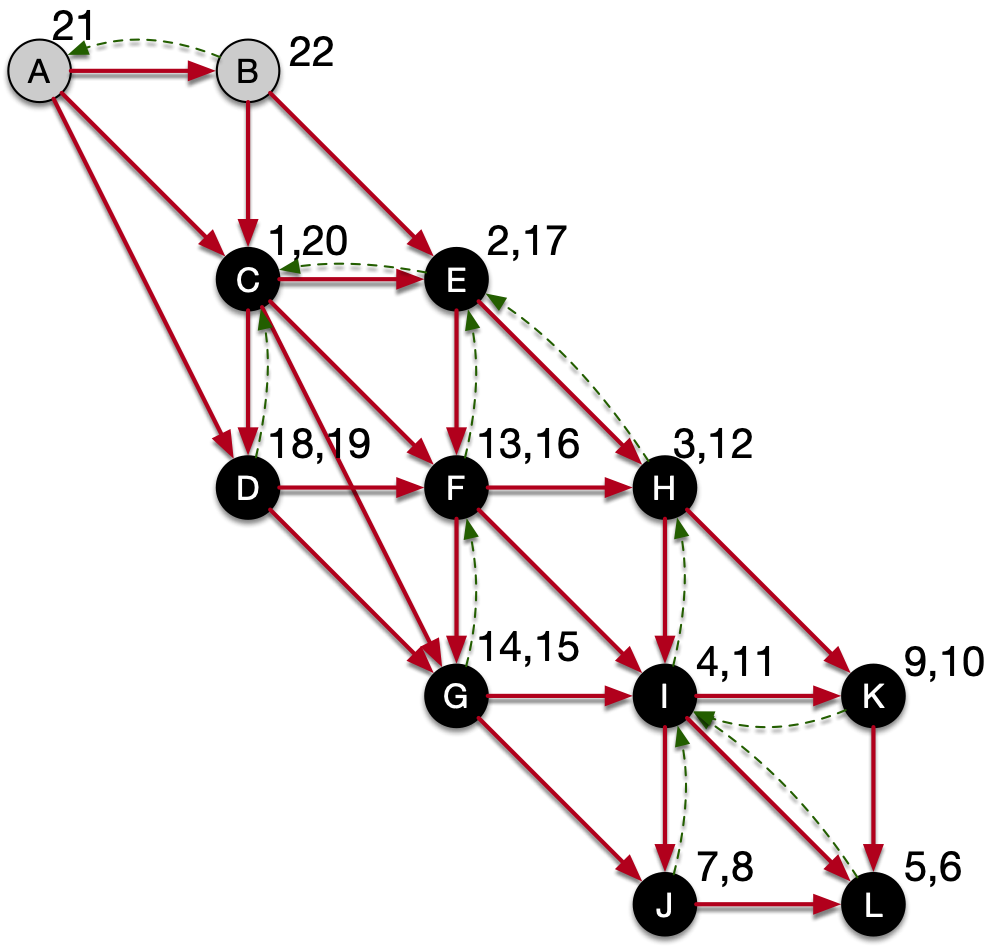 21
A
B
22
1,20
2,17
C
E
18,19
13,16
3,12
D
F
H
14,15
4,11
9,10
G
I
K
7,8
5,6
J
L